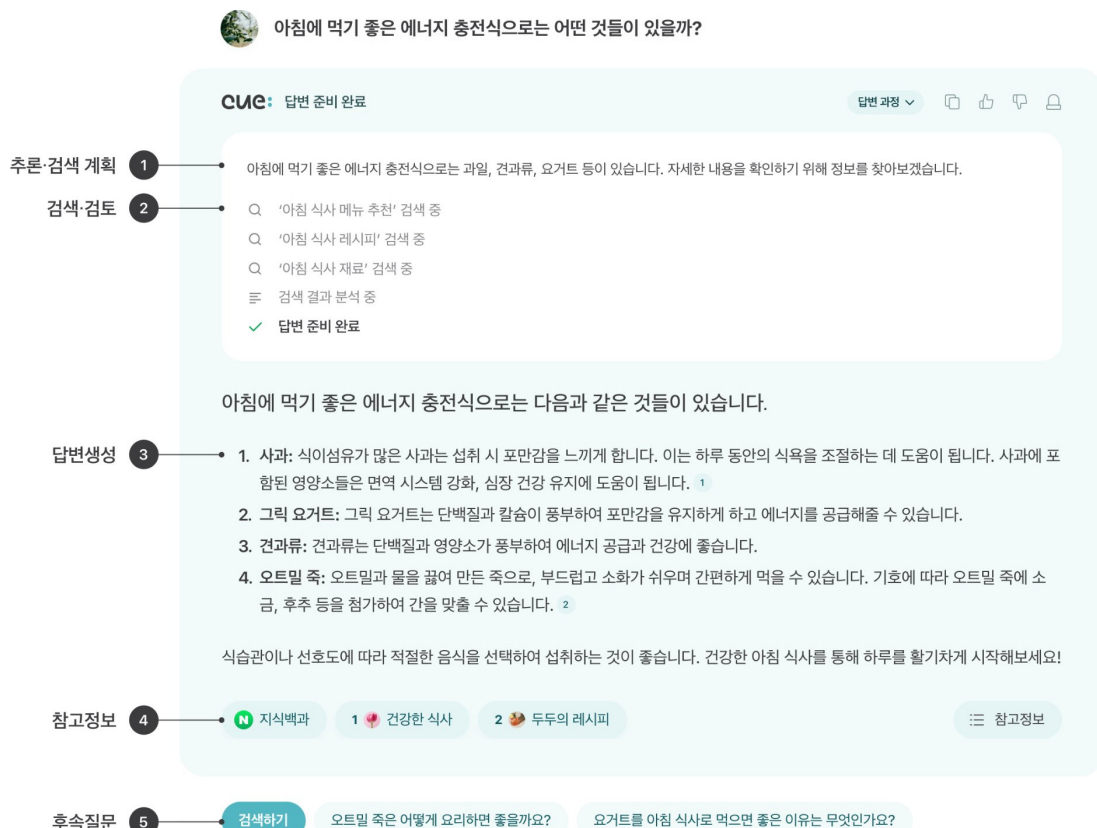 아침에 먹기 좋은 에너지 충전식으로는 어떤 것들이 있을까?
cue: 답변 준비 완료
답변 과정
추론·검색 계획 1
아침에 먹기 좋은 에너지 충전식으로는 과일, 견과류, 요거트 등이 있습니다. 자세한 내용을 확인하기 위해 정보를 찾아보겠습니다.
검색·검토 2
‘아침 식사 메뉴 추천’ 검색 중
‘아침 식사 레시피’ 검색 중
‘아침 식사 재료’ 검색 중
검색 결과 분석 중
답변 준비 완료
아침에 먹기 좋은 에너지 충전식으로는 다음과 같은 것들이 있습니다.
답변생성 3
1. 사과: 식이섬유가 많은 사과는 섭취 시 포만감을 느끼게 합니다. 이는 하루 동안의 식욕을 조절하는 데 도움이 됩니다. 사과에 포
함된 영양소들은 면역 시스템 강화, 심장 건강 유지에 도움이 됩니다. 1
2. 그릭 요거트: 그릭 요거트는 단백질과 칼슘이 풍부하여 포만감을 유지하게 하고 에너지를 공급해줄 수 있습니다.
3. 견과류: 견과류는 단백질과 영양소가 풍부하여 에너지 공급과 건강에 좋습니다.
4. 오트밀 죽: 오트밀과 물을 끓여 만든 죽으로, 부드럽고 소화가 쉬우며 간편하게 먹을 수 있습니다. 기호에 따라 오트밀 죽에 소
금, 후추 등을 첨가하여 간을 맞출 수 있습니다. 2
식습관이나 선호도에 따라 적절한 음식을 선택하여 섭취하는 것이 좋습니다. 건강한 아침 식사를 통해 하루를 활기차게 시작해보세요!
참고정보 4
N 지식백과
1 건강한 식사
2 두두의 레시피
참고정보
후속질문 5
검색하기
오트밀 죽은 어떻게 요리하면 좋을까요?
요거트를 아침 식사로 먹으면 좋은 이유는 무엇인가요?